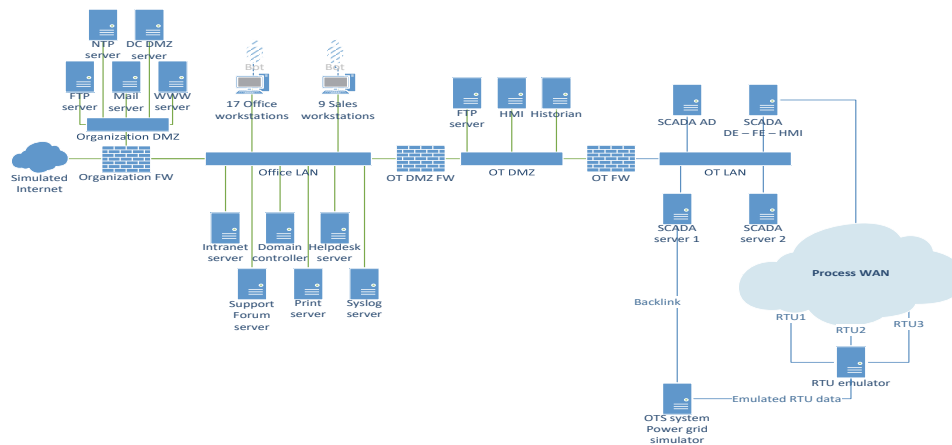 NTP
server
DC DMZ
server
FTP
server
Mail
server
WWW
server
Organization DMZ
Simulated
Internet
Organization FW
Bot
17 Office
workstations
Bot
9 Sales
workstations
Office LAN
Intranet
server
Domain
controller
Helpdesk
server
Support
Forum
server
Print
server
Syslog
server
OT DMZ FW
FTP
server
HMI
Historian
OT DMZ
OT FW
SCADA AD
SCADA
DE – FE – HMI
OT LAN
SCADA
server 1
SCADA
server 2
Process WAN
Backlink
RTU1
RTU2
RTU3
RTU emulator
Emulated RTU data
OTS system
Power grid
simulator